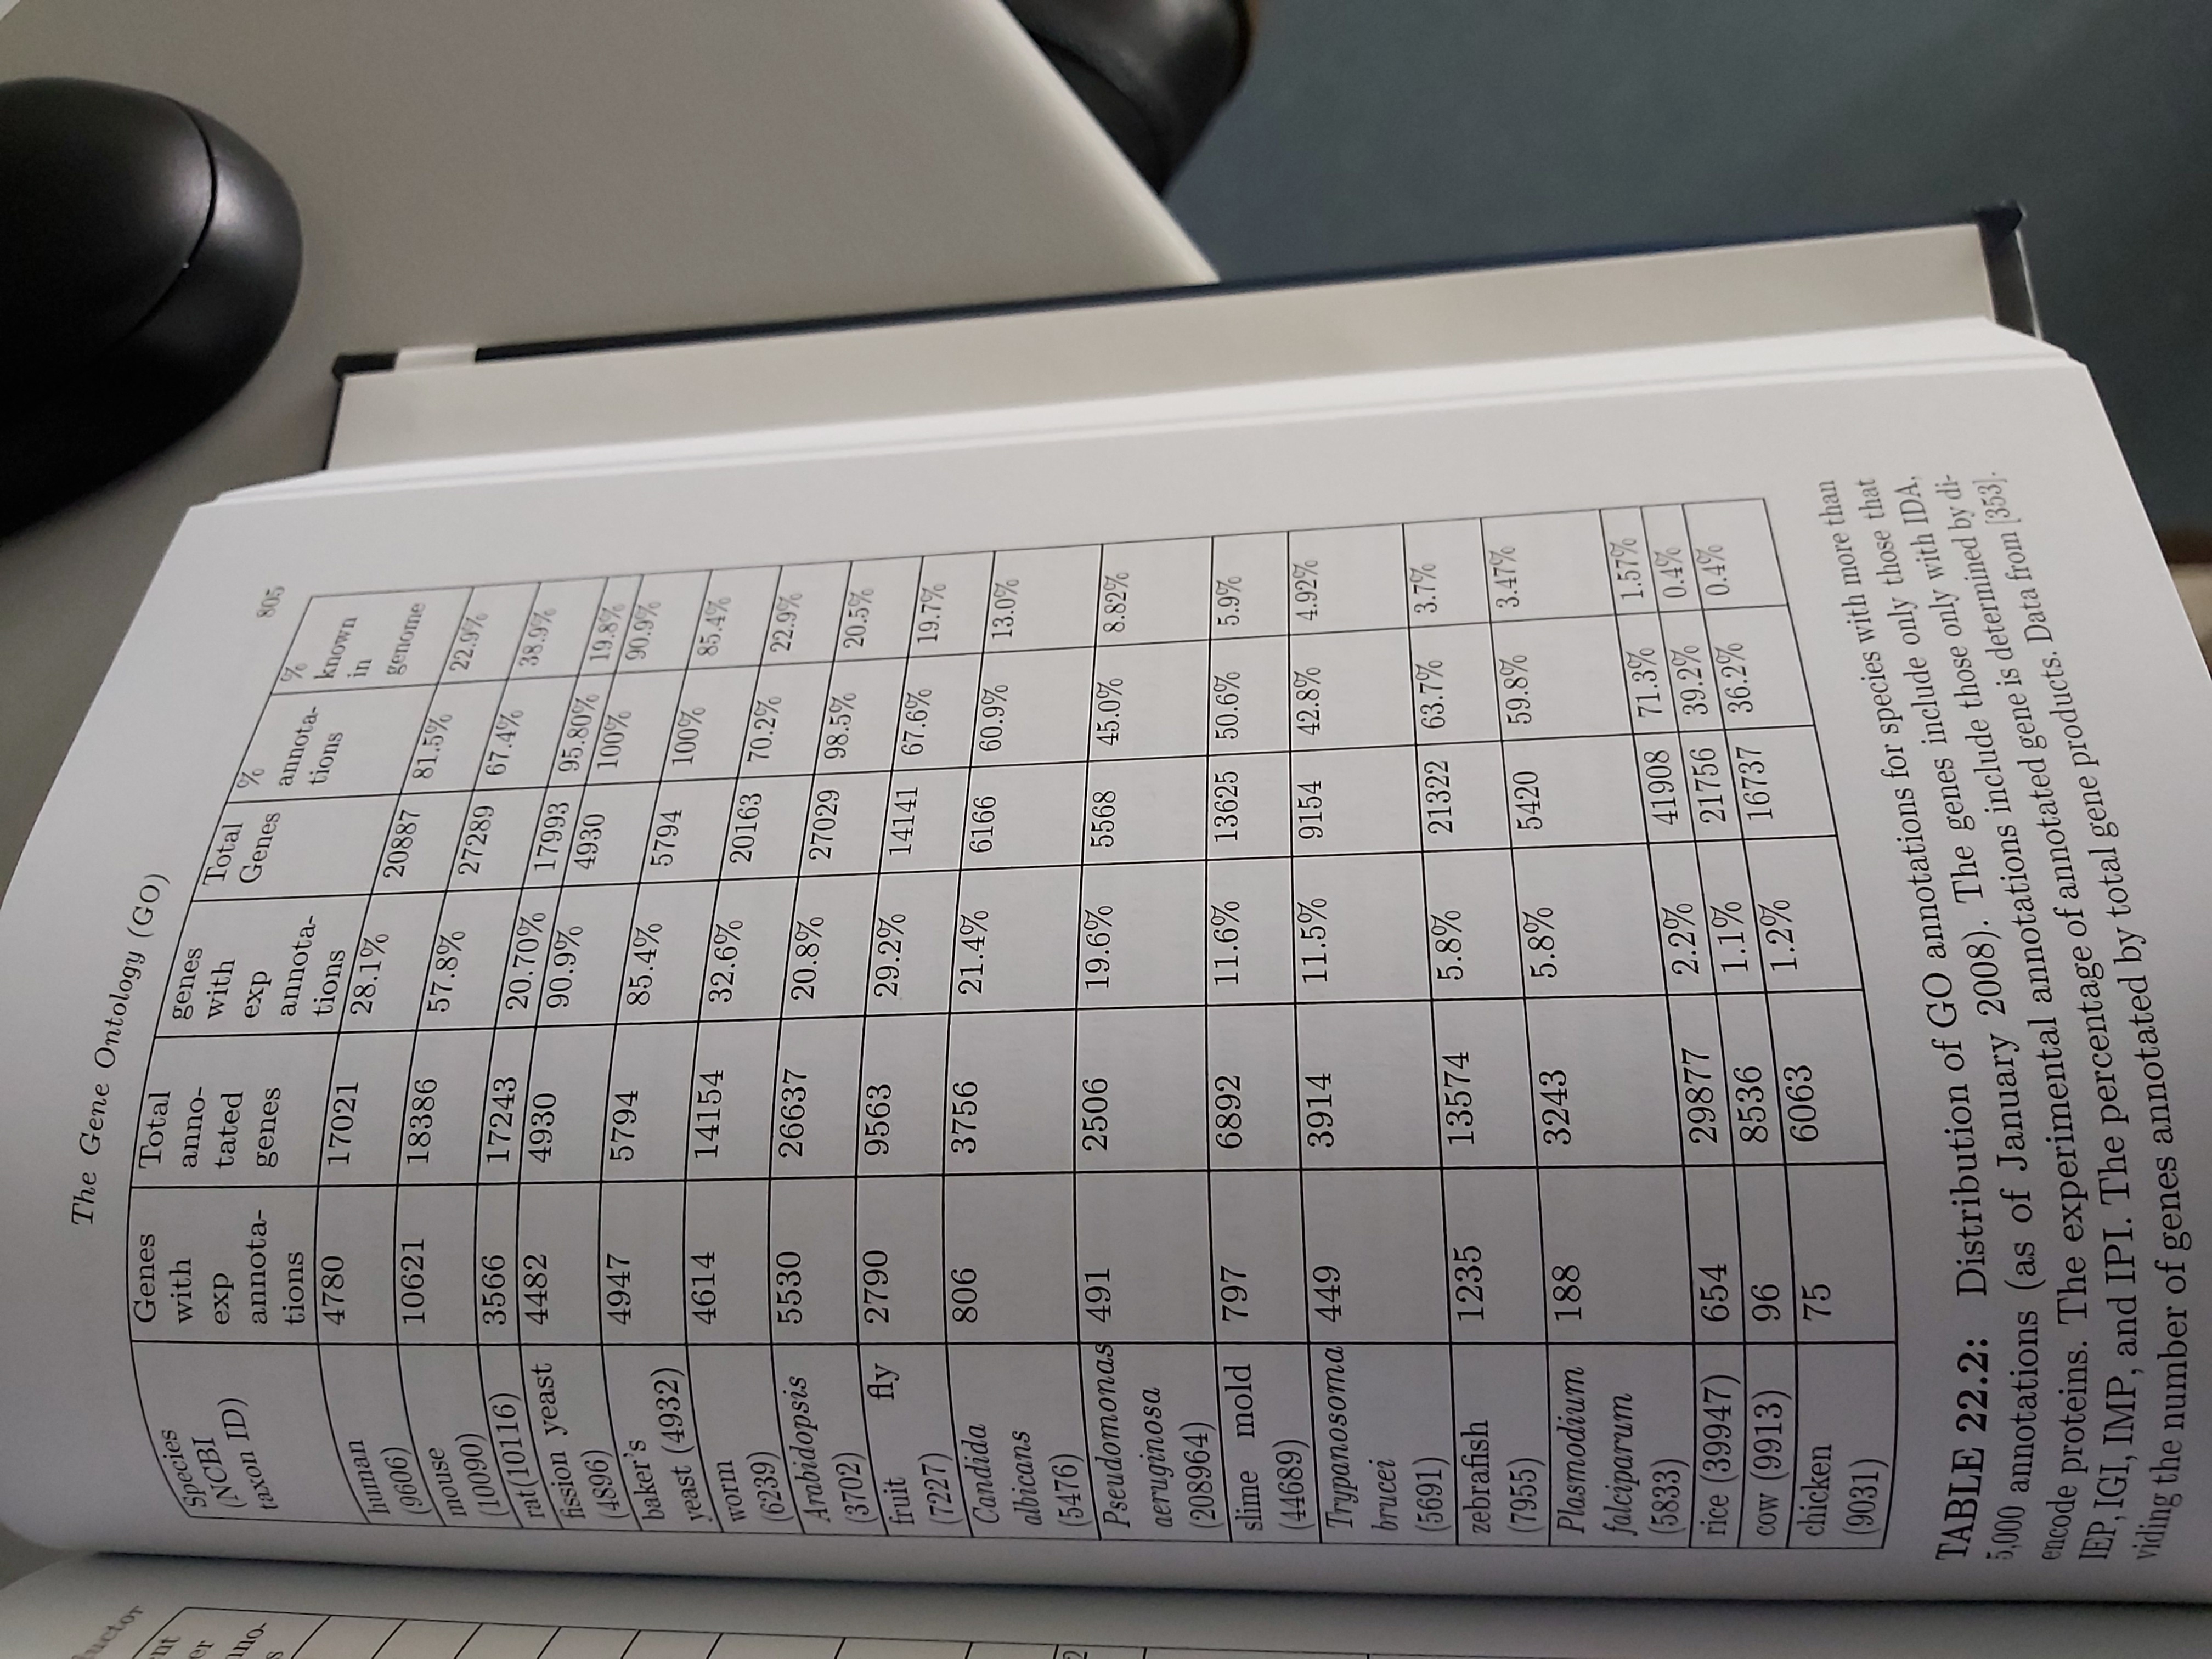 The Gene Ontology (GO)
805
Species (NCBI taxon ID) Genes with exp annota- tions Total anno- tated genes genes with exp annota- tions Total Genes % annota- tions % known in genome
human (9606) 4780 17021 28.1% 20887 81.5% 22.9%
mouse (10090) 10621 18386 57.8% 27289 67.4% 38.9%
rat(10116) 3566 17243 20.70% 17993 95.80% 19.8%
fission yeast (4896) 4482 4930 90.9% 4930 100% 90.9%
baker's yeast (4932) 4947 5794 85.4% 5794 100% 85.4%
worm (6239) 4614 14154 32.6% 20163 70.2% 22.9%
Arabidopsis (3702) 5530 26637 20.8% 27029 98.5% 20.5%
fruit fly (7227) 2790 9563 29.2% 14141 67.6% 19.7%
Candida albicans (5476) 806 3756 21.4% 6166 60.9% 13.0%
Pseudomonas aeruginosa (208964) 491 2506 19.6% 5568 45.0% 8.82%
slime mold (44689) 797 6892 11.6% 13625 50.6% 5.9%
Trypanosoma brucei (5691) 449 3914 11.5% 9154 42.8% 4.92%
zebrafish (7955) 1235 13574 5.8% 21322 63.7% 3.7%
Plasmodium falciparum (5833) 188 3243 5.8% 5420 59.8% 3.47%
rice (39947) 654 29877 2.2% 41908 71.3% 1.57%
cow (9913) 96 8536 1.1% 21756 39.2% 0.4%
chicken (9031) 75 6063 1.2% 16737 36.2% 0.4%
TABLE 22.2: Distribution of GO annotations for species with more than
5,000 annotations (as of January 2008). The genes include only those that
encode proteins. The experimental annotations include those only with IDA,
IEP, IGI, IMP, and IPI. The percentage of annotated gene is determined by di-
viding the number of genes annotated by total gene products. Data from [353].